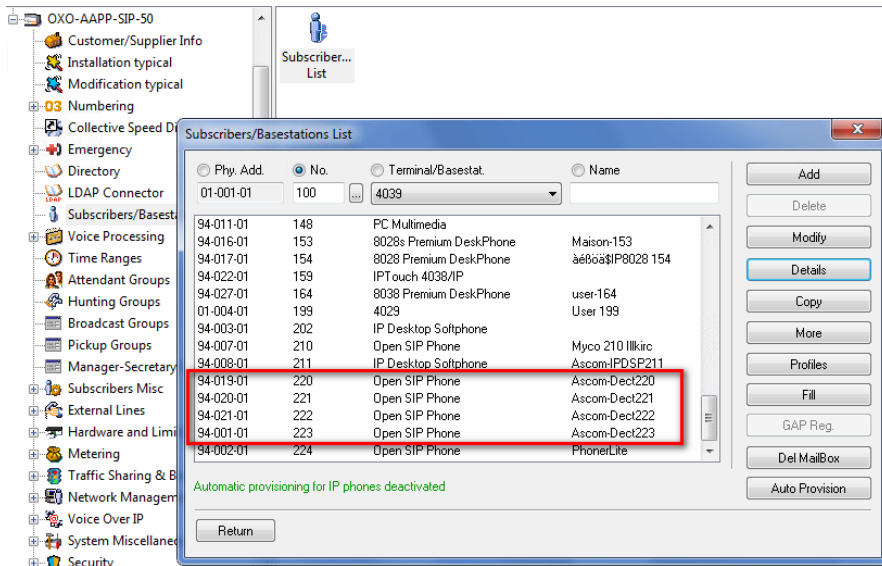 OXO-AAPP-SIP-50
Customer/Supplier Info
Installation typical
Modification typical
03 Numbering
Collective Speed Di
Emergency
Directory
LDAP LDAP Connector
Subscribers/Basesta
Voice Processing
Time Ranges
Attendant Groups
Hunting Groups
Broadcast Groups
Pickup Groups
Manager-Secretary
Subscribers Misc
External Lines
Hardware and Limi
Metering
Traffic Sharing & B
Network Managem
Voice Over IP
System Miscellaneo
Security
Subscriber...
List
Subscribers/Basestations List
Phy. Add. No. Terminal/Basestat. Name
01-001-01 100 ... 4039
94-011-01 148 PC Multimedia
94-016-01 153 8028s Premium DeskPhone Maison-153
94-017-01 154 8028 Premium DeskPhone àéßöä$IP8028 154
94-022-01 159 IPTouch 4038/IP
94-027-01 164 8038 Premium DeskPhone user-164
01-004-01 199 4029 User 199
94-003-01 202 IP Desktop Softphone
94-007-01 210 Open SIP Phone Myco 210 Illkirc
94-008-01 211 IP Desktop Softphone Ascom-IPDSP211
94-019-01 220 Open SIP Phone Ascom-Dect220
94-020-01 221 Open SIP Phone Ascom-Dect221
94-021-01 222 Open SIP Phone Ascom-Dect222
94-001-01 223 Open SIP Phone Ascom-Dect223
94-002-01 224 Open SIP Phone PhonerLite
Automatic provisioning for IP phones deactivated
Return
Add
Delete
Modify
Details
Copy
More
Profiles
Fill
GAP Reg.
Del MailBox
Auto Provision